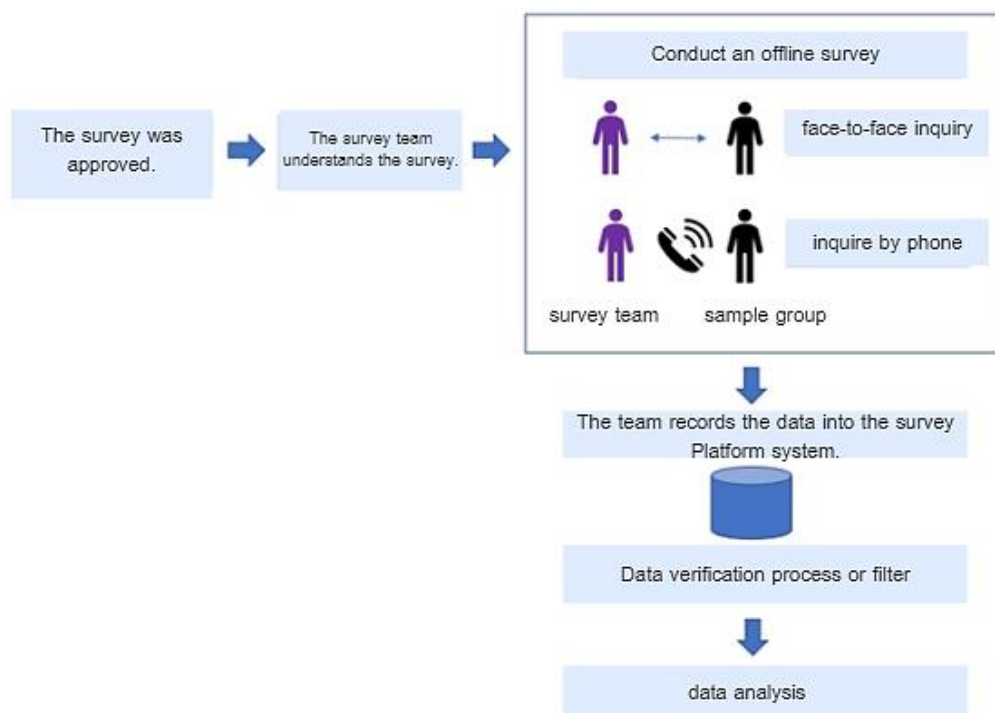 Conduct an offline survey
The survey was
approved.
The survey team
understands the survey.
face-to-face inquiry
inquire by phone
survey team
sample group
The team records the data into the survey
Platform system.
Data verification process or filter
data analysis